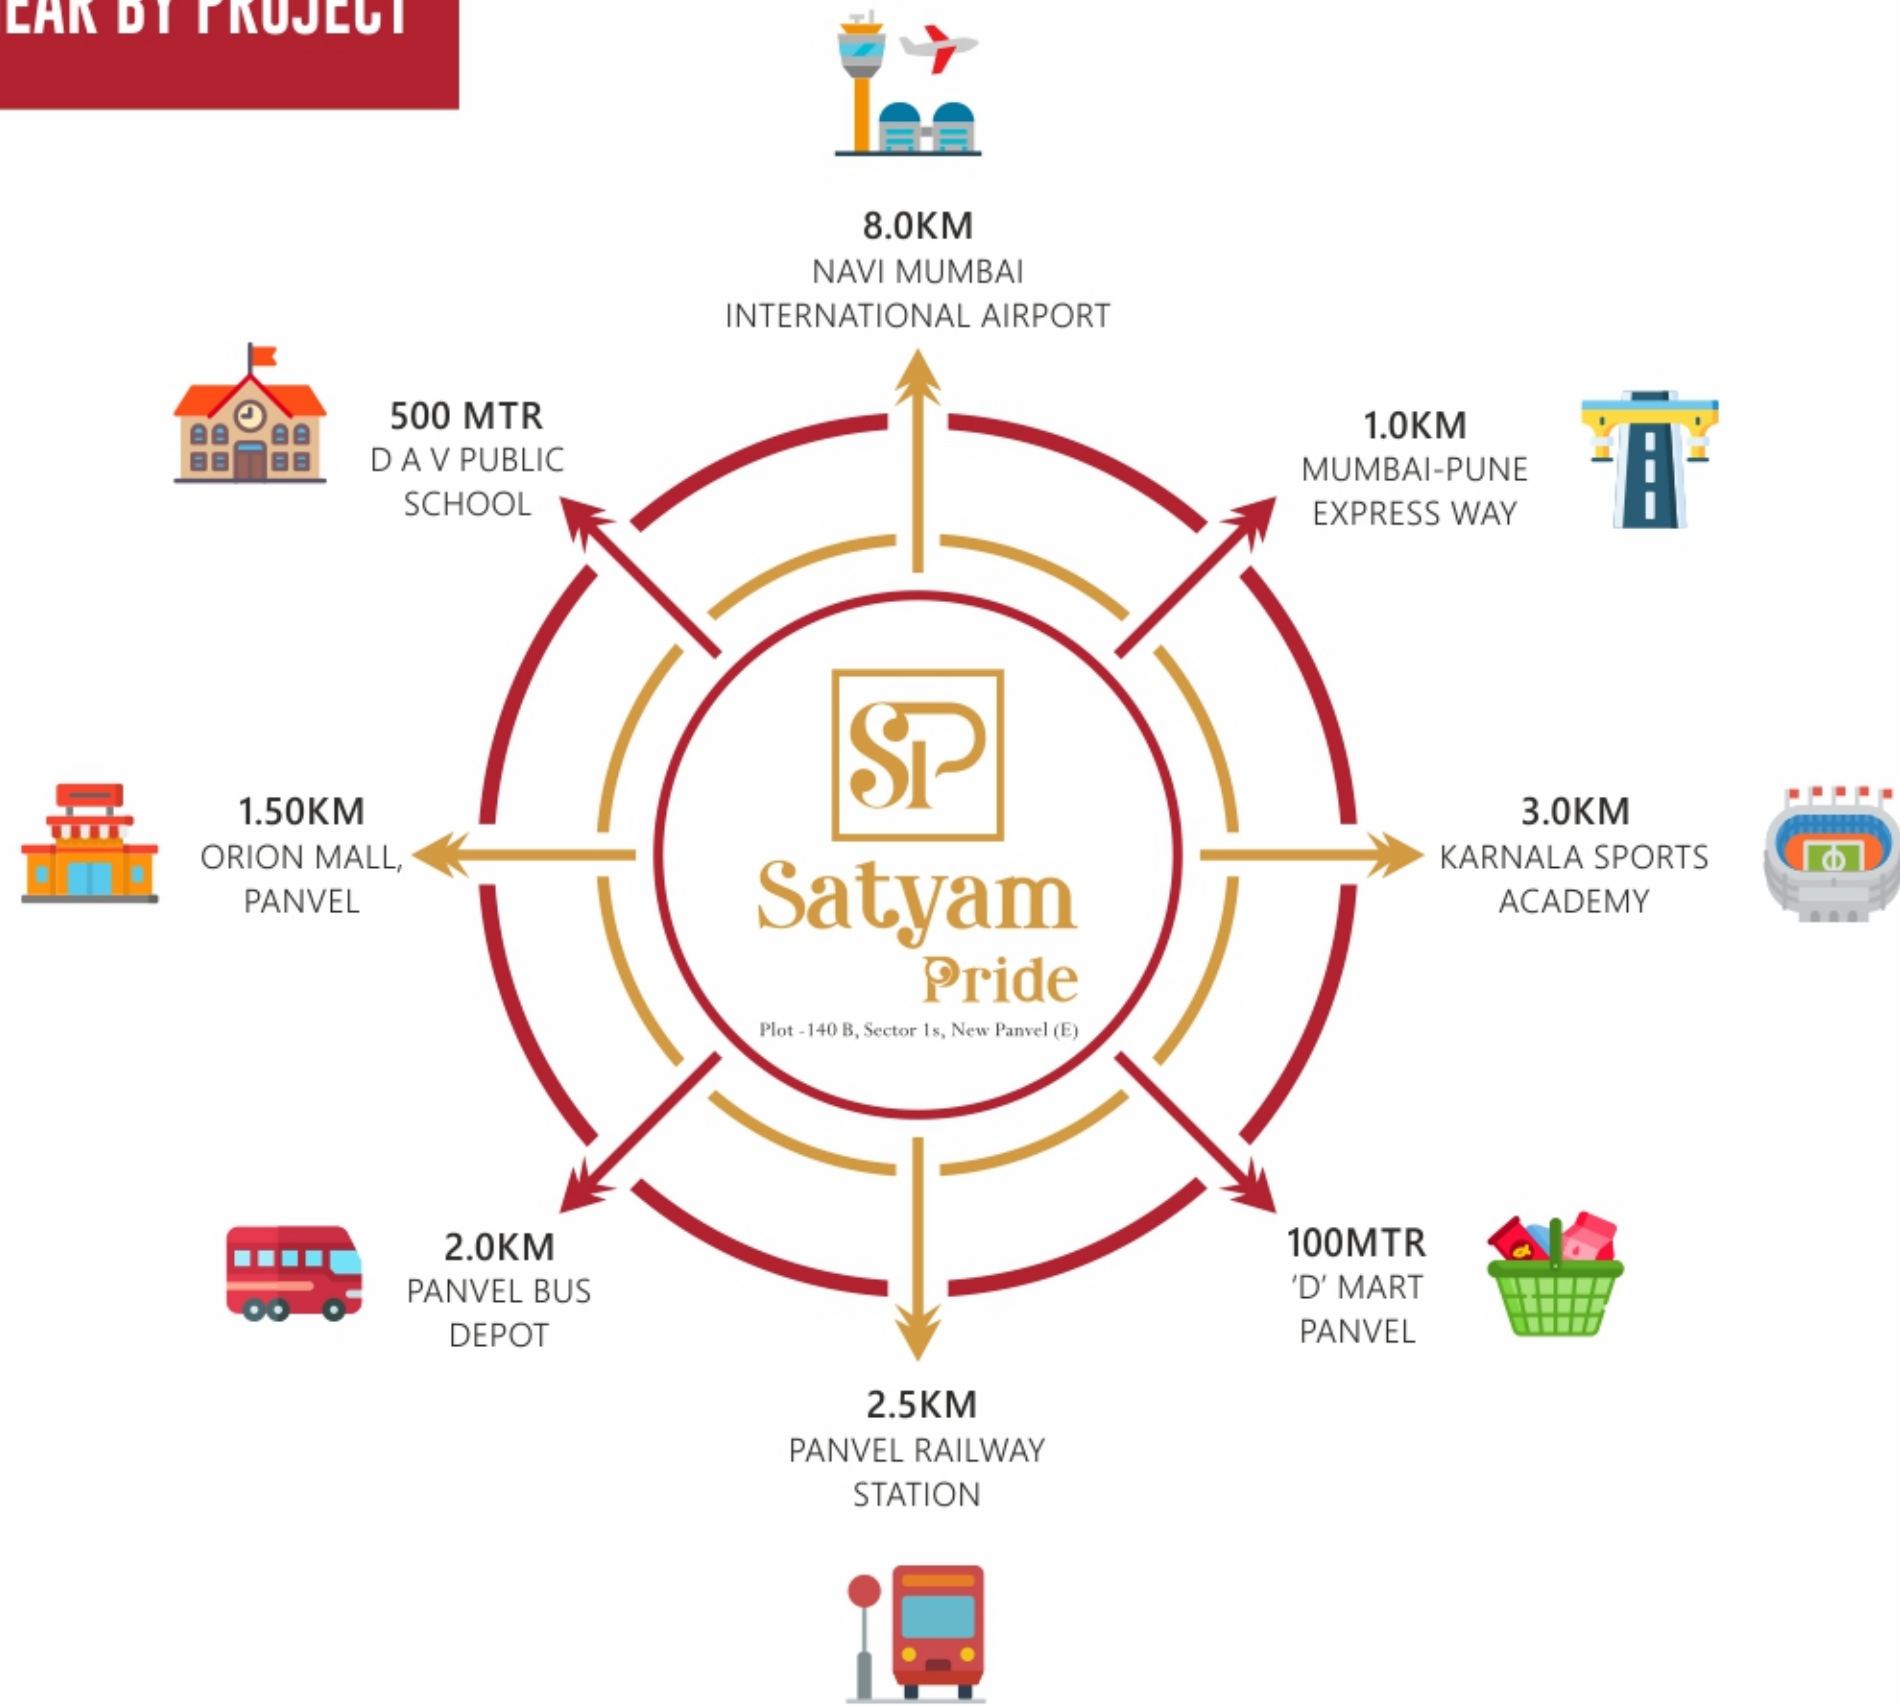 BY PROJECT
8.0KM
NAVI MUMBAI
INTERNATIONAL AIRPORT
500 MTR
D A V PUBLIC
SCHOOL
1.0KM
MUMBAI-PUNE
EXPRESS WAY
1.50KM
ORION MALL,
PANVEL
SP
Satyam
Pride
Plot -140 B, Sector 1s, New Panvel (E)
3.0KM
KARNALA SPORTS
ACADEMY
2.0KM
PANVEL BUS
DEPOT
100MTR
‘D’ MART
PANVEL
2.5KM
PANVEL RAILWAY
STATION